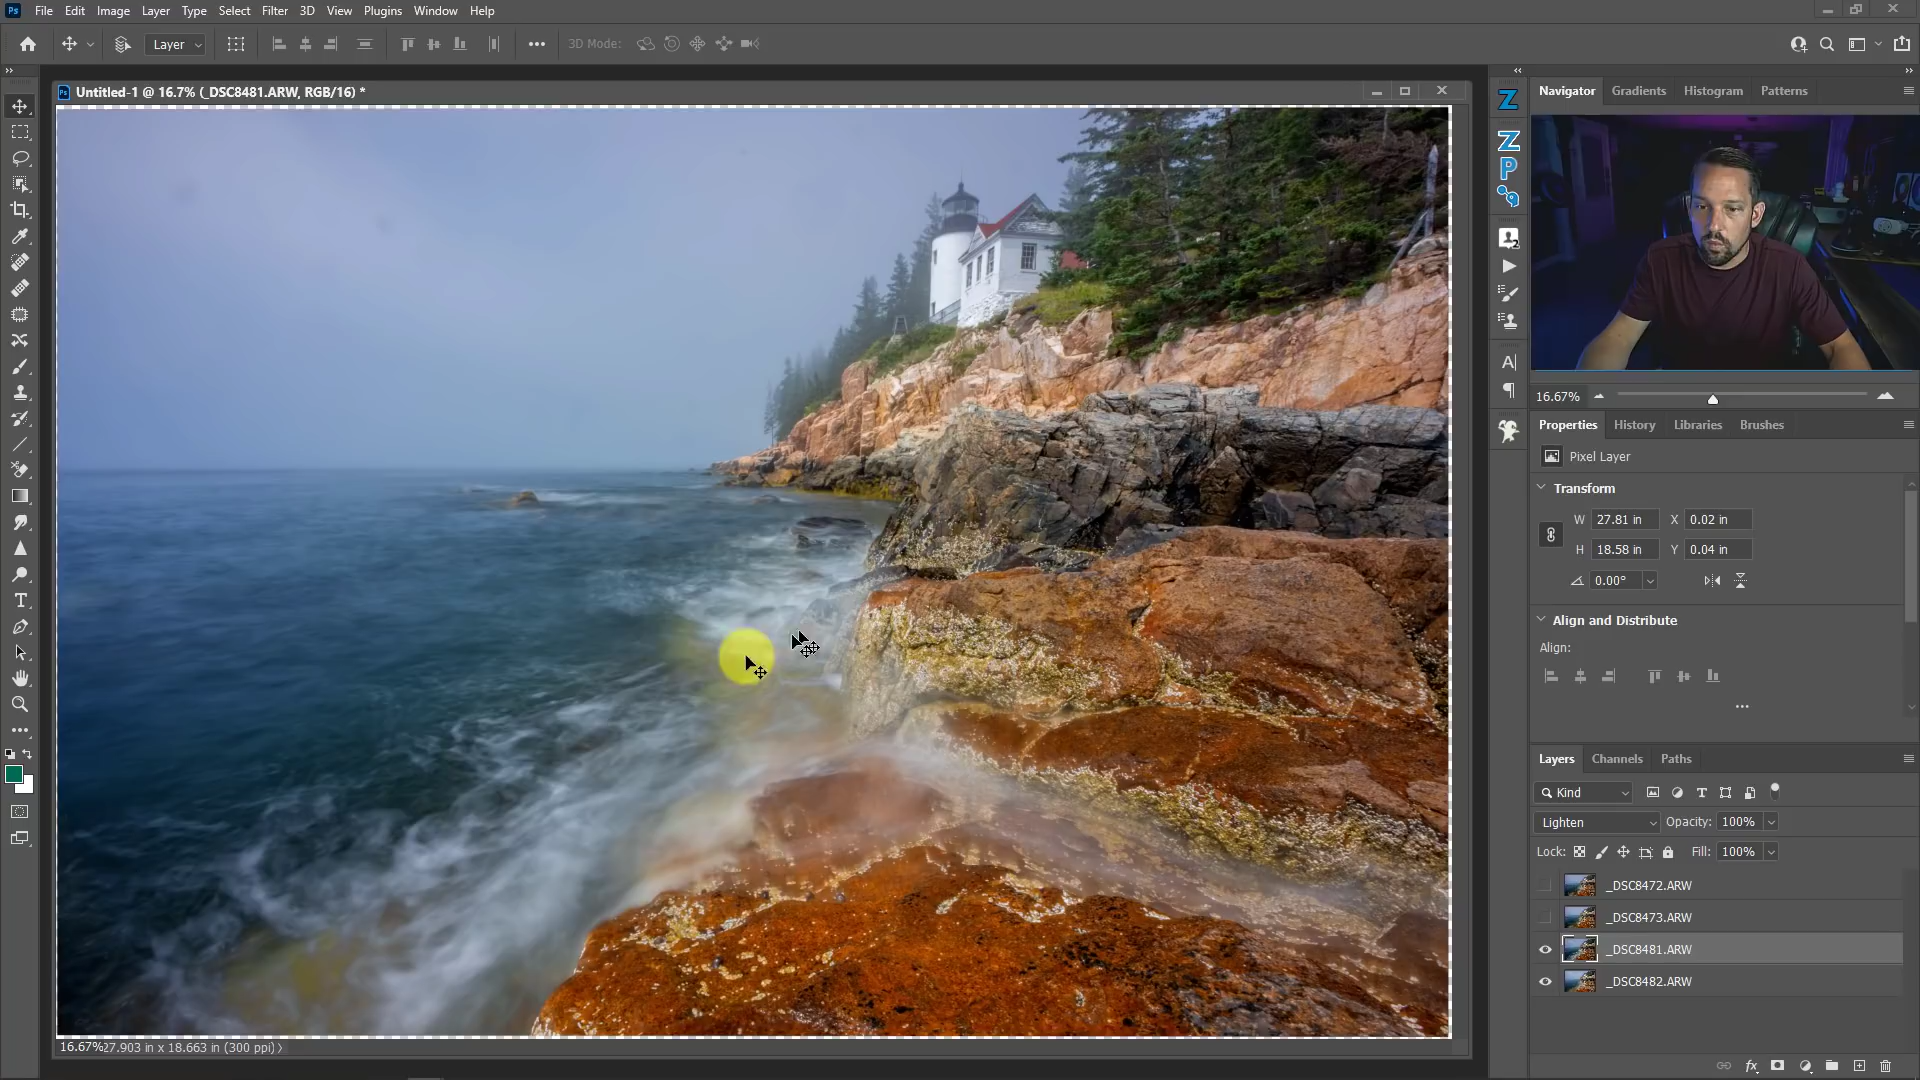 Ps File Edit Image Layer Type Select Filter 3D View Plugins Window Help
Layer 3D Mode:
Ps Untitled-1 @ 16.7% (_DSC8481.ARW, RGB/16) *
Navigator Gradients Histogram Patterns
Z
Z
P
2
A|
16.67%
Properties History Libraries Brushes
Pixel Layer
Transform
W 27.81 in X 0.02 in
H 18.58 in Y 0.04 in
0.00°
Align and Distribute
Align:
Layers Channels Paths
Kind
Lighten Opacity: 100%
Lock: Fill: 100%
_DSC8472.ARW
_DSC8473.ARW
_DSC8481.ARW
_DSC8482.ARW
fx
16.67% 27.903 in x 18.663 in (300 ppi)